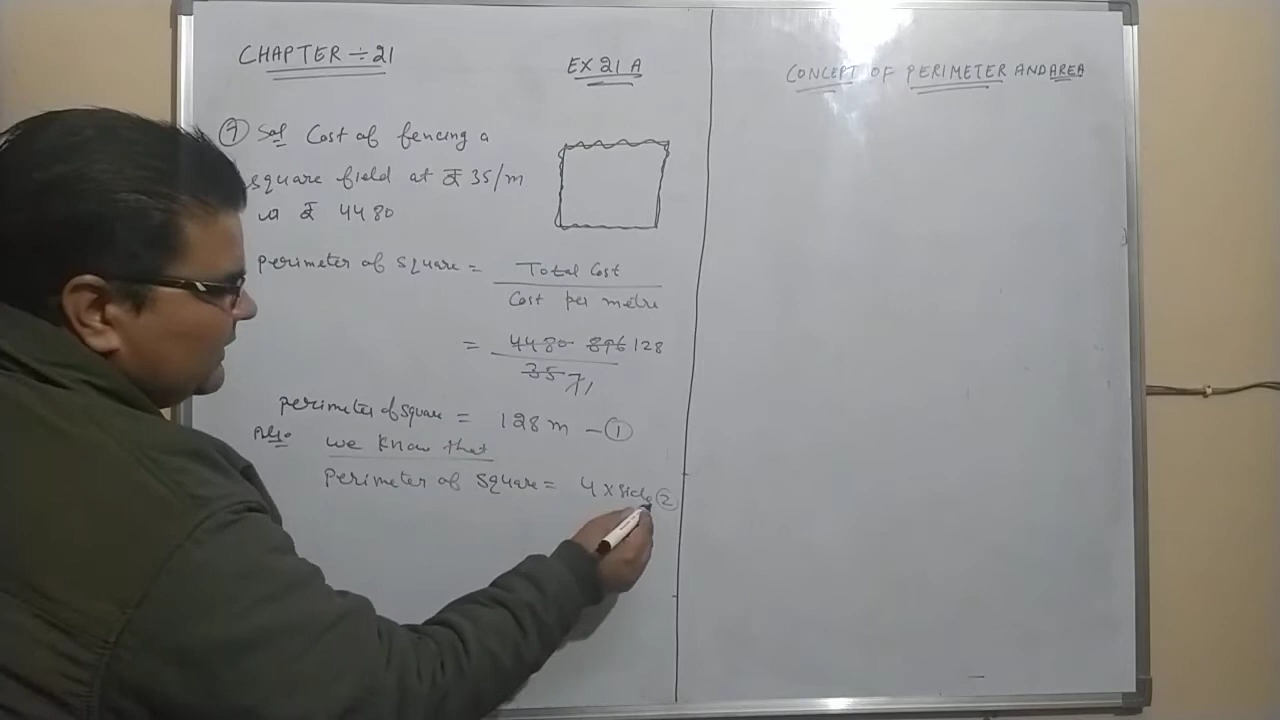 CHAPTER ÷ 21
EX 21 A
CONCEPT OF PERIMETER AND AREA
⑨ Sol Cost of fencing a
square field at ₹ 35/m
₹ 4480
perimeter of square = Total Cost
Cost per metre
= 4480 896 128
35 7 1
perimeter of square = 128 m - ①
Also we know that
Perimeter of square = 4 x side ②